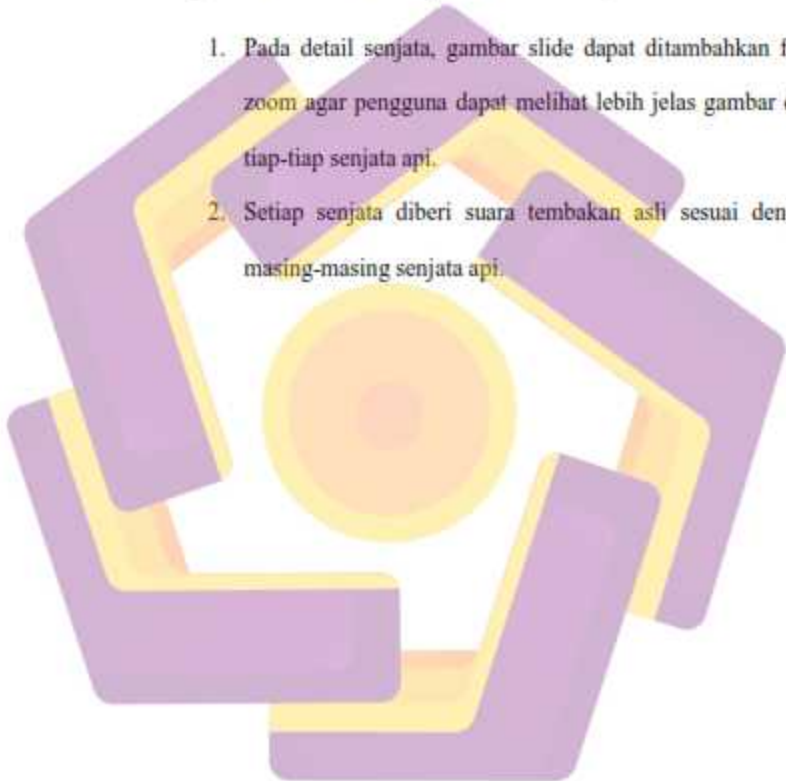 1. Pada detail senjata, gambar slide dapat ditambahkan
zoom agar pengguna dapat melihat lebih jelas gambar
tiap-tiap senjata api.
2. Setiap senjata diberi suara tembakan asli sesuai
masing-masing senjata api.